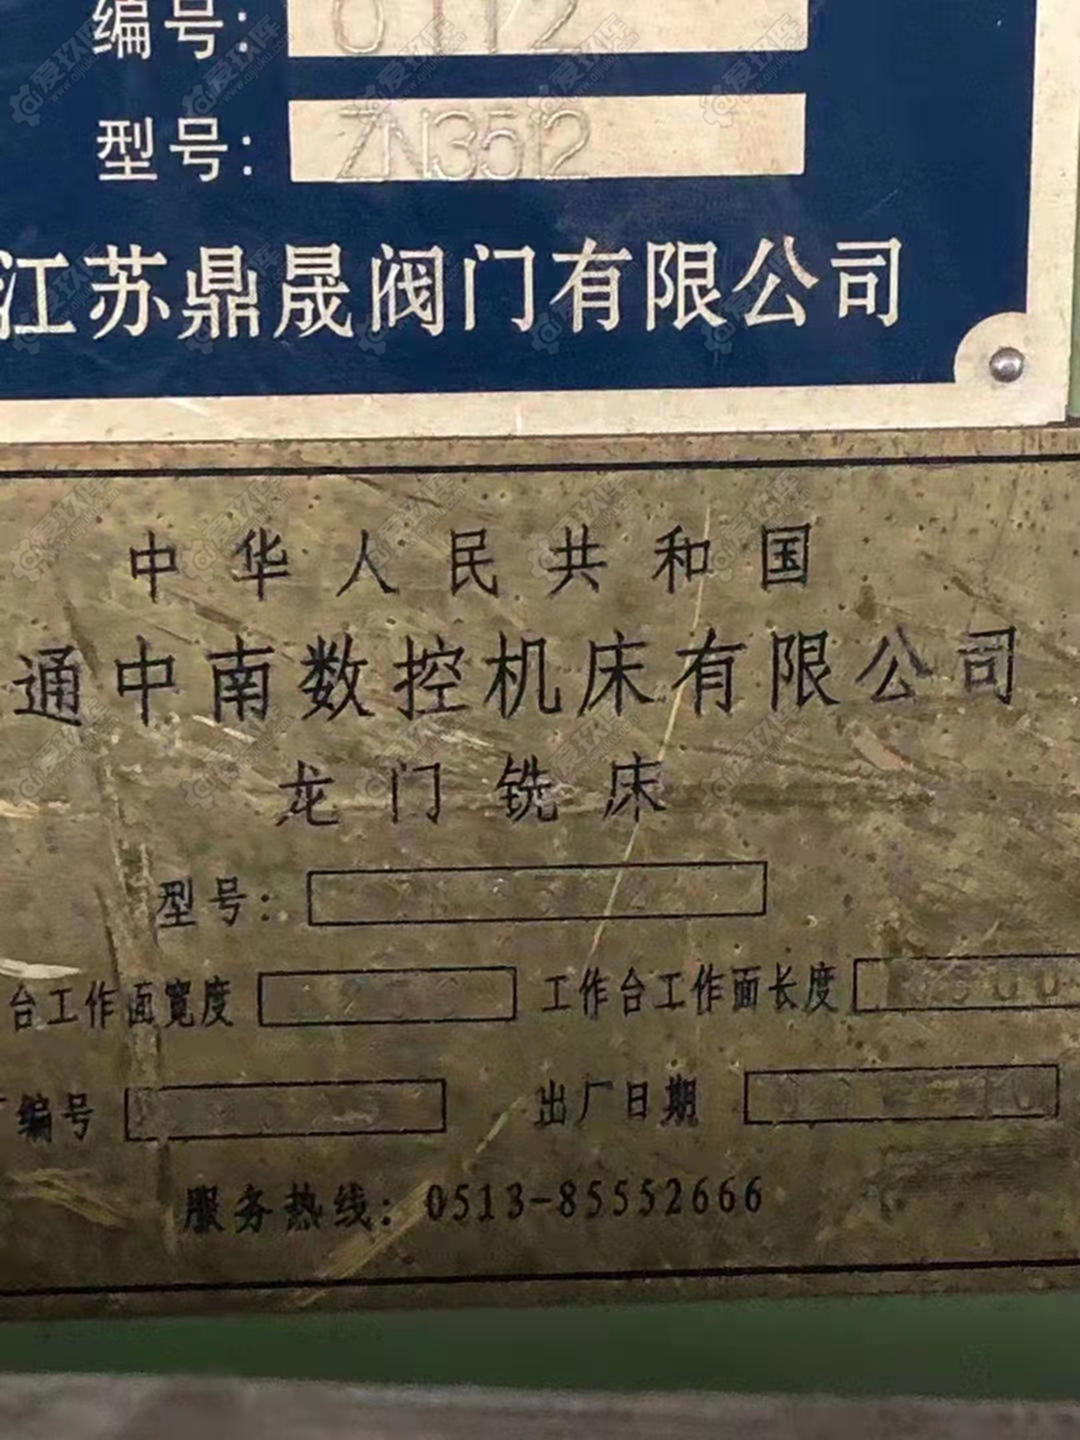 编号: 0112
型号: ZN3512
江苏鼎晟阀门有限公司
中华人民共和国
通中南数控机床有限公司
龙门铣床
型号:
台工作面宽度 工作台工作面长度
编号 出厂日期
服务热线: 0513-85552666